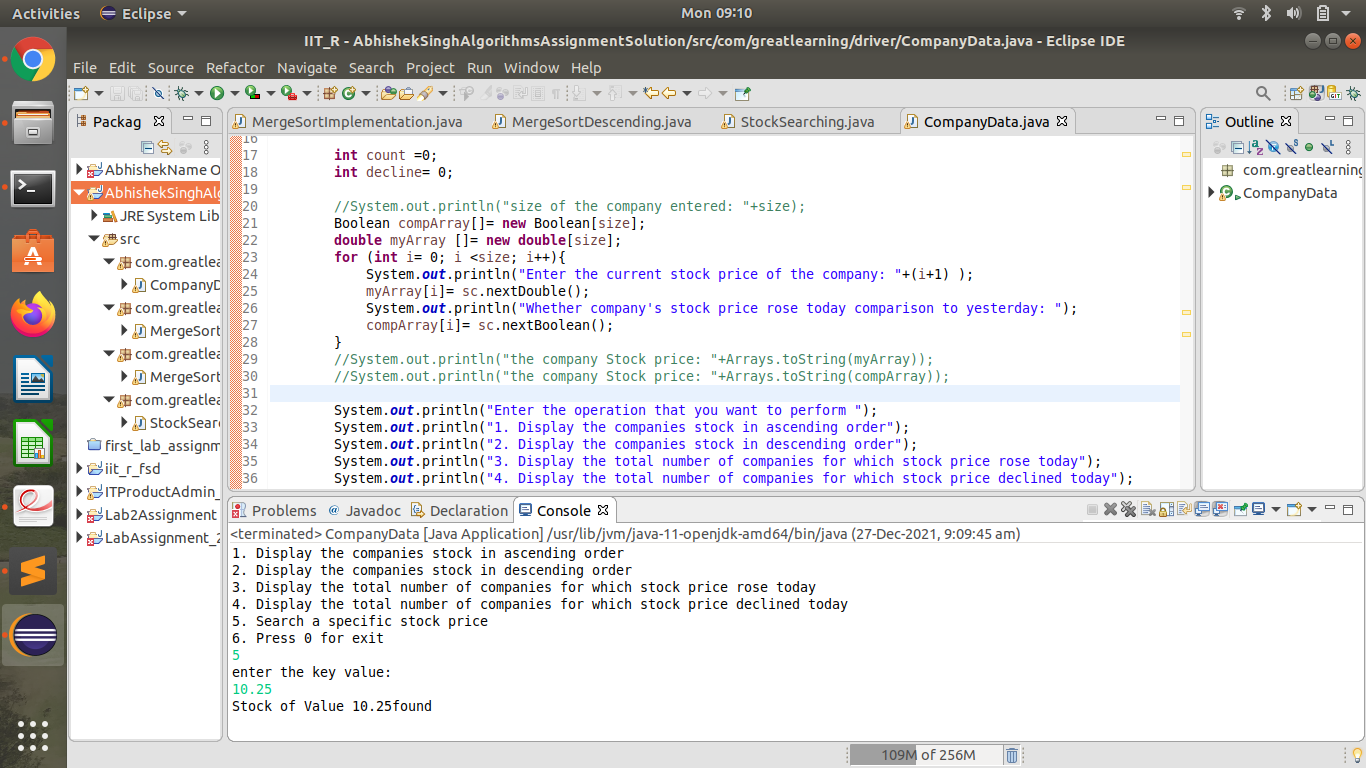 Activities Eclipse Mon 09:10
IIT_R - AbhishekSinghAlgorithmsAssignmentSolution/src/com/greatlearning/driver/CompanyData.java - Eclipse IDE
File Edit Source Refactor Navigate Search Project Run Window Help
Packag
MergeSortImplementation.java MergeSortDescending.java StockSearching.java CompanyData.java
Outline
AbhishekName O
AbhishekSinghAlg
JRE System Lib
src
com.greatlea
CompanyD
com.greatlea
MergeSort
com.greatlea
MergeSort
com.greatlea
StockSear
first_lab_assignm
iit_r_fsd
ITProductAdmin_
Lab2Assignment
LabAssignment_2
16
17 int count =0;
18 int decline= 0;
19
20 //System.out.println("size of the company entered: "+size);
21 Boolean compArray[]= new Boolean[size];
22 double myArray []= new double[size];
23 for (int i= 0; i <size; i++){
24 System.out.println("Enter the current stock price of the company: "+(i+1) );
25 myArray[i]= sc.nextDouble();
26 System.out.println("Whether company's stock price rose today comparison to yesterday: ");
27 compArray[i]= sc.nextBoolean();
28 }
29 //System.out.println("the company Stock price: "+Arrays.toString(myArray));
30 //System.out.println("the company Stock price: "+Arrays.toString(compArray));
31
32 System.out.println("Enter the operation that you want to perform ");
33 System.out.println("1. Display the companies stock in ascending order");
34 System.out.println("2. Display the companies stock in descending order");
35 System.out.println("3. Display the total number of companies for which stock price rose today");
36 System.out.println("4. Display the total number of companies for which stock price declined today");
com.greatlearning
CompanyData
Problems Javadoc Declaration Console
<terminated> CompanyData [Java Application] /usr/lib/jvm/java-11-openjdk-amd64/bin/java (27-Dec-2021, 9:09:45 am)
1. Display the companies stock in ascending order
2. Display the companies stock in descending order
3. Display the total number of companies for which stock price rose today
4. Display the total number of companies for which stock price declined today
5. Search a specific stock price
6. Press 0 for exit
5
enter the key value:
10.25
Stock of Value 10.25found
109M of 256M